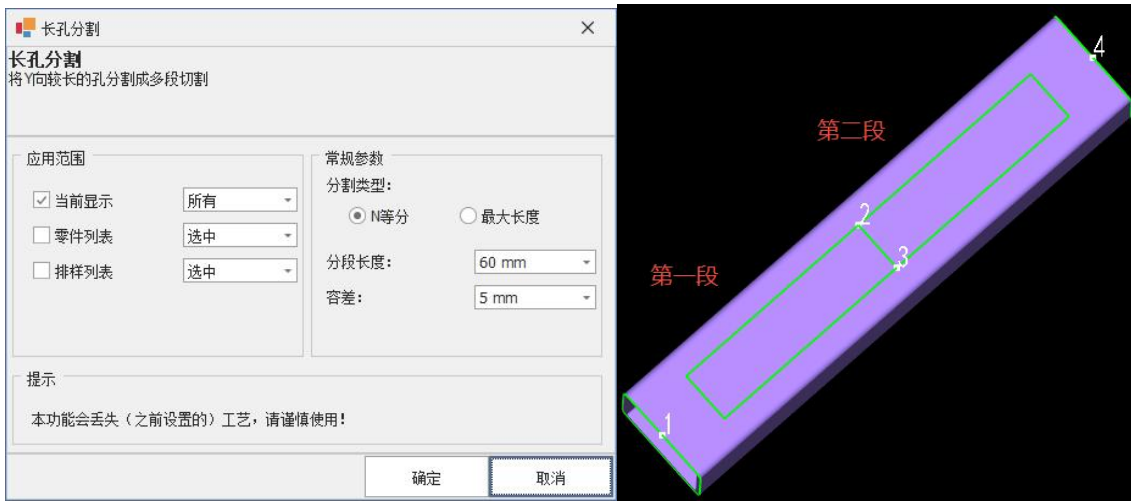 长孔分割
长孔分割
将Y向较长的孔分割成多段切割
应用范围
当前显示 所有
零件列表 选中
排样列表 选中
常规参数
分割类型：
N等分 最大长度
分段长度： 60 mm
容差： 5 mm
提示
本功能会丢失（之前设置的）工艺，请谨慎使用！
确定 取消
4
第二段
2
3
第一段
1